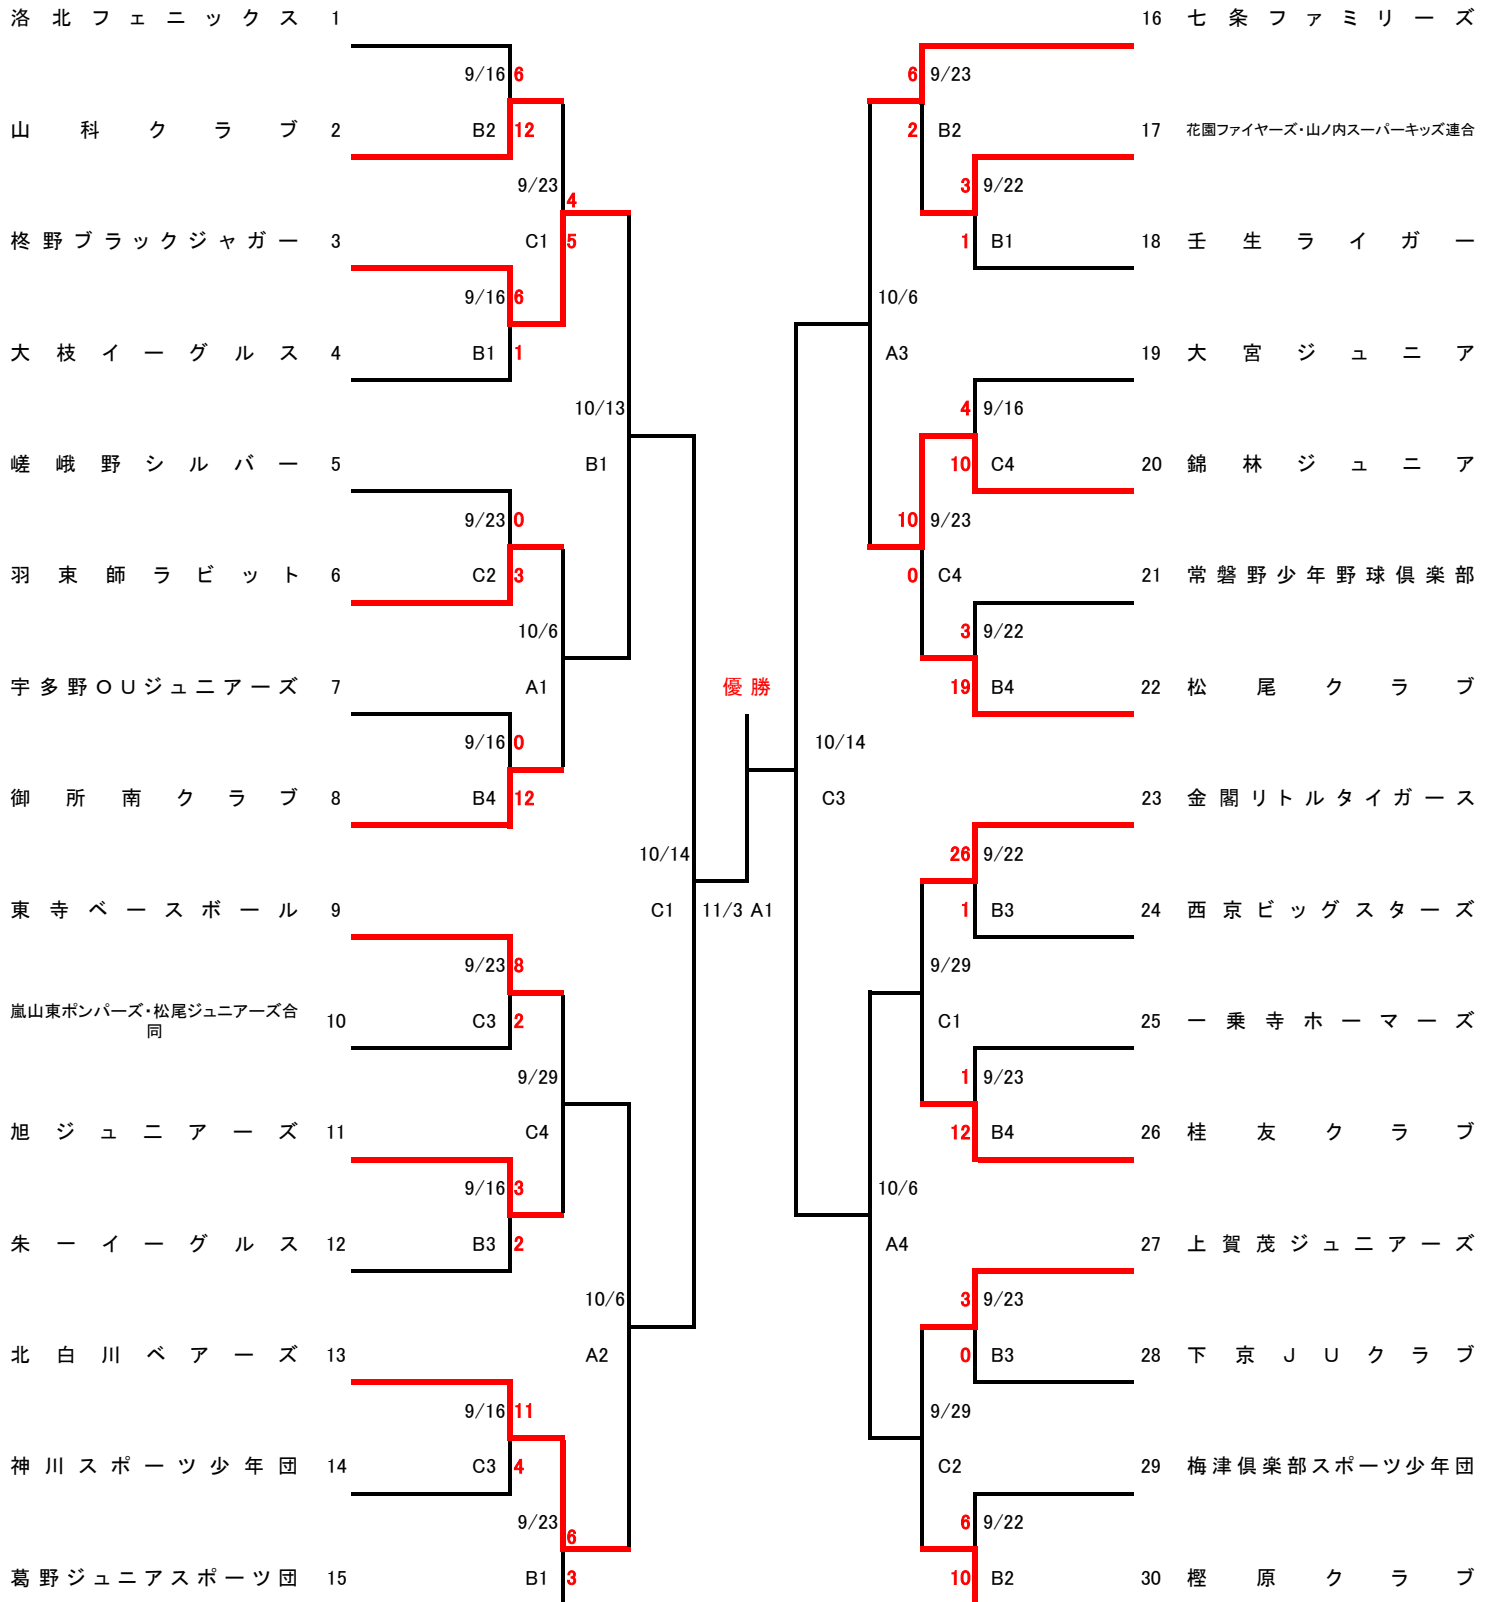 洛北フェニックス 1
9/16 6
山科クラブ 2 B2 12
9/23 4
柊野ブラックジャガー 3 C1 5
9/16 6
大枝イーグルス 4 B1 1
10/13
嵯峨野シルバー 5 B1
9/23 0
羽束師ラビット 6 C2 3
10/6
宇多野OUジュニアーズ 7 A1
9/16 0
御所南クラブ 8 B4 12
10/14
東寺ベースボール 9 C1
9/23 8
嵐山東ポンパーズ・松尾ジュニアーズ合
同 10 C3 2
9/29
旭ジュニアーズ 11 C4
9/16 3
朱一イーグルス 12 B3 2
10/6
北白川ベアーズ 13 A2
9/16 11
神川スポーツ少年団 14 C3 4
9/23 6
葛野ジュニアスポーツ団 15 B1 3
優勝
11/3 A1
16 七条ファミリーズ
6 9/23
2 B2 17 花園ファイヤーズ・山ノ内スーパーキッズ連合
3 9/22
1 B1 18 壬生ライガー
10/6
A3 19 大宮ジュニア
4 9/16
10 C4 20 錦林ジュニア
10 9/23
0 C4 21 常磐野少年野球倶楽部
3 9/22
19 B4 22 松尾クラブ
10/14
C3 23 金閣リトルタイガース
26 9/22
1 B3 24 西京ビッグスターズ
9/29
C1 25 一乗寺ホーマーズ
1 9/23
12 B4 26 桂友クラブ
10/6
A4 27 上賀茂ジュニアーズ
3 9/23
0 B3 28 下京JUクラブ
9/29
C2 29 梅津倶楽部スポーツ少年団
6 9/22
10 B2 30 樫原クラブ